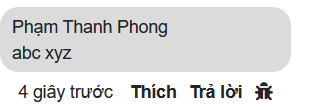 Phạm Thanh Phong
abc xyz
4 giây trước Thích Trả lời